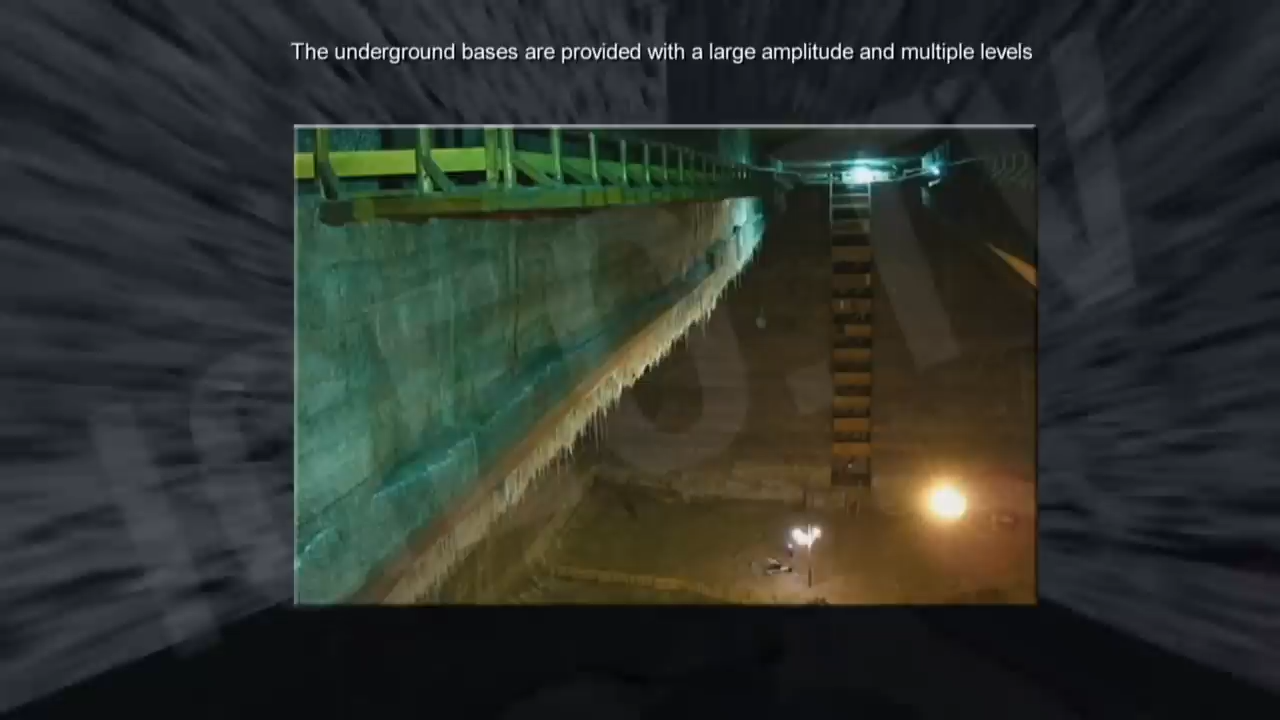 The underground bases are provided with a large amplitude and multiple levels